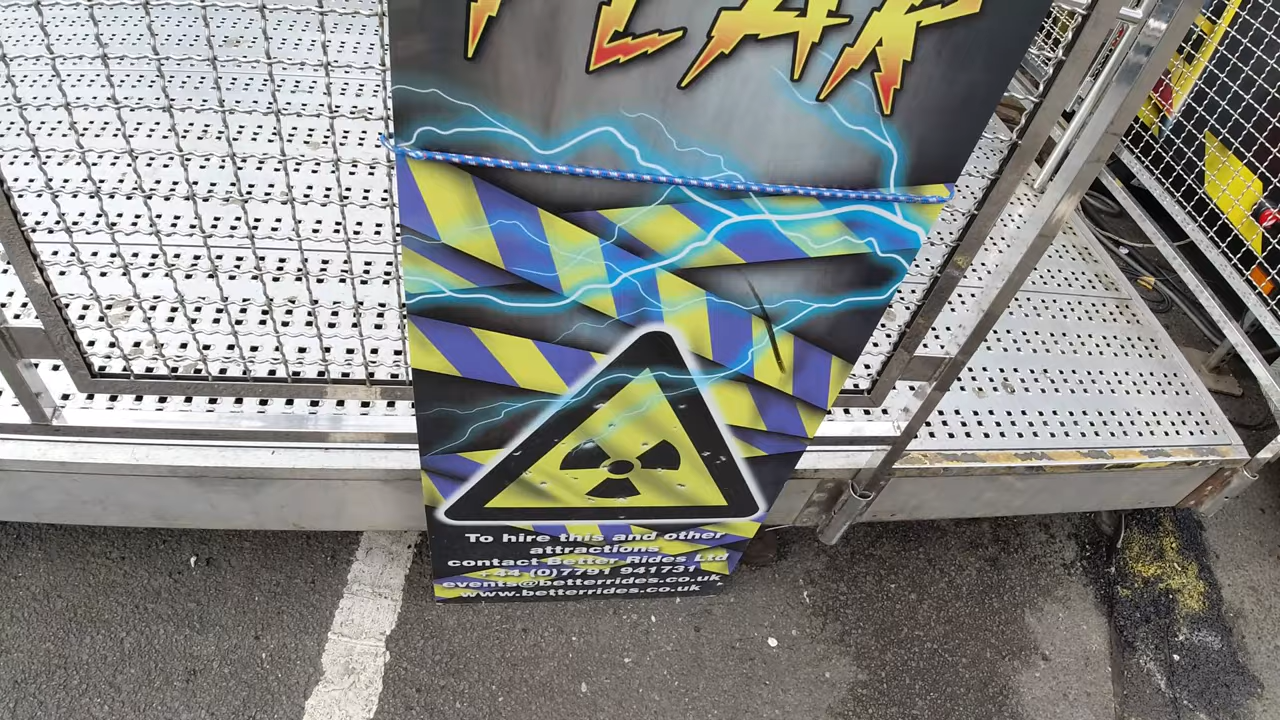 FEAR
To hire this and other
attractions
contact Better Rides Ltd
+44 (0)7791 941731
events@betterrides.co.uk
www.betterrides.co.uk